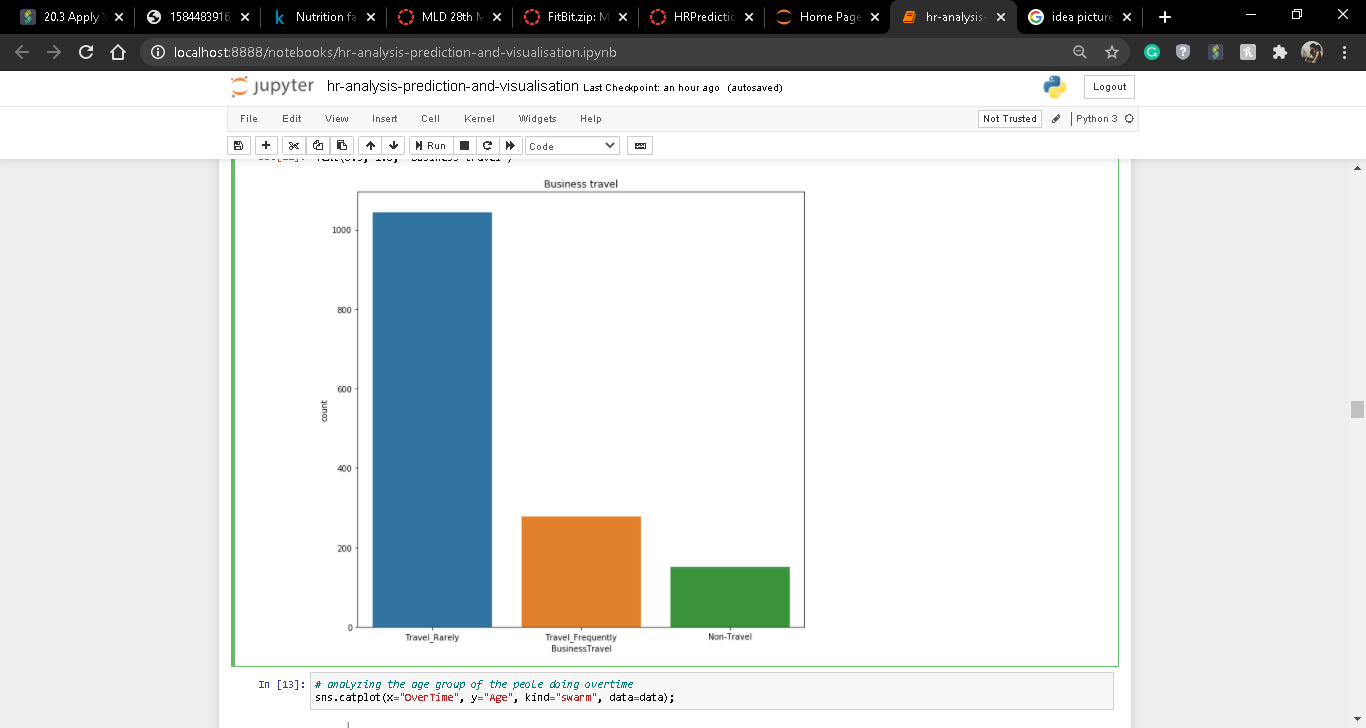 20.3 Apply
1584483916
Nutrition fa
MLD 28th M
FitBit.zip: M
HRPredictio
Home Page
hr-analysis-
idea picture
localhost:8888/notebooks/hr-analysis-prediction-and-visualisation.ipynb
jupyter hr-analysis-prediction-and-visualisation Last Checkpoint: an hour ago (autosaved)
Logout
File Edit View Insert Cell Kernel Widgets Help
Not Trusted
Python 3
Run
Code
Business travel
1000
800
600
400
200
0
count
Travel_Rarely Travel_Frequently Non-Travel
BusinessTravel
In [13]: # analyzing the age group of the peole doing overtime
sns.catplot(x="OverTime", y="Age", kind="swarm", data=data);